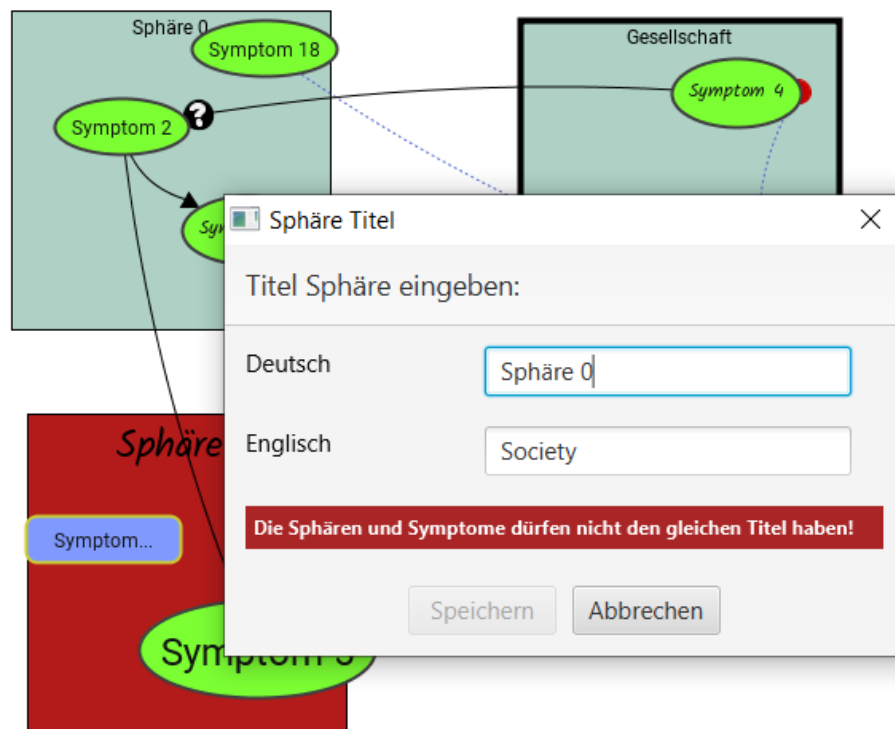 Sphäre 0
Symptom 18
Gesellschaft
Symptom 4
?
Symptom 2
Sphäre Titel
Titel Sphäre eingeben:
Deutsch
Sphäre 0
Englisch
Society
Die Sphären und Symptome dürfen nicht den gleichen Titel haben!
Speichern
Abbrechen
Sphäre
Symptom...